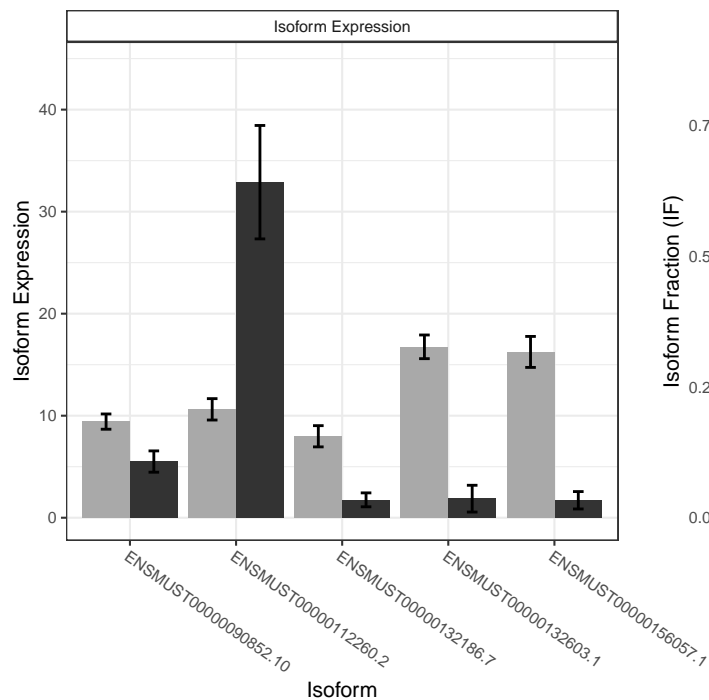 Isoform Expression
Isoform Expression
40
30
20
10
0
ENSMUST00000090852.10
ENSMUST00000112260.2
ENSMUST00000132186.7
ENSMUST00000132603.1
ENSMUST00000156057.1
Isoform
Isoform Fraction (IF)
0.7
0.5
0.2
0.0